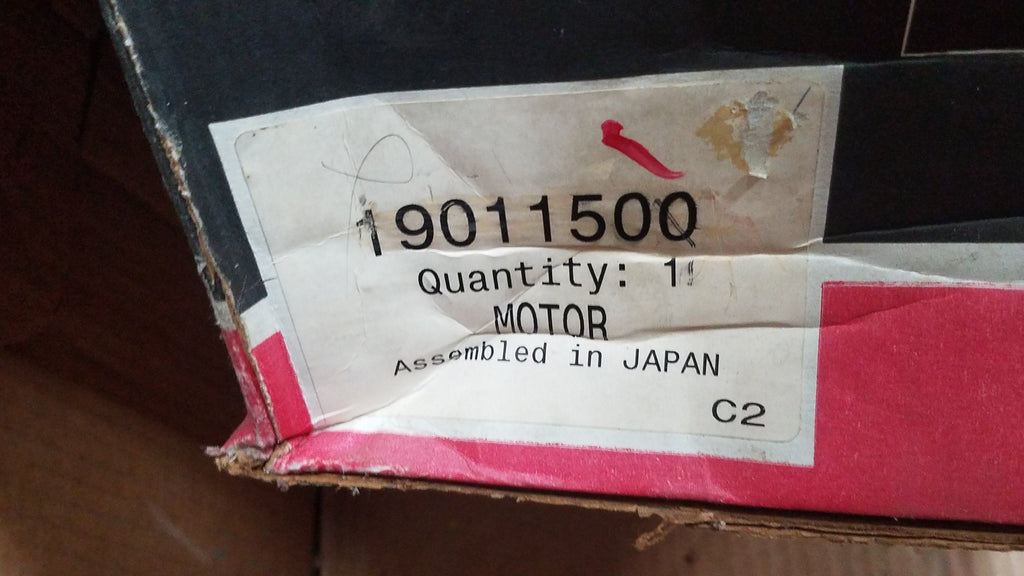 19011500
Quantity: 1
MOTOR
Assembled in JAPAN
C2